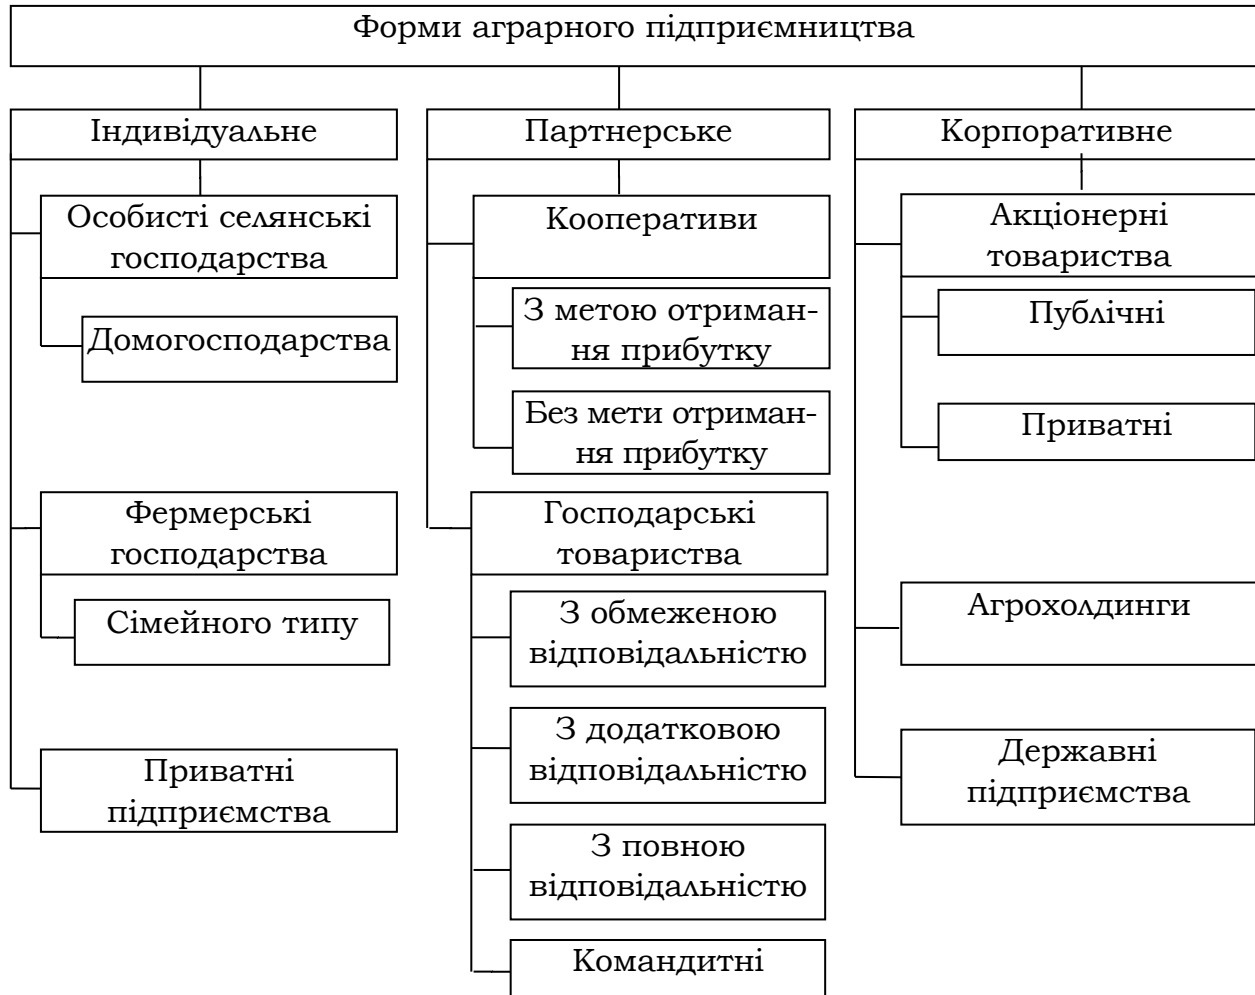 Форми аграрного підприємництва
Індивідуальне
Особисті селянські
господарства
Домогосподарства
Фермерські
господарства
Сімейного типу
Приватні
підприємства
Партнерське
Кооперативи
З метою отриман-
ня прибутку
Без мети отриман-
ня прибутку
Господарські
товариства
З обмеженою
відповідальністю
З додатковою
відповідальністю
З повною
відповідальністю
Командитні
Корпоративне
Акціонерні
товариства
Публічні
Приватні
Агрохолдинги
Державні
підприємства